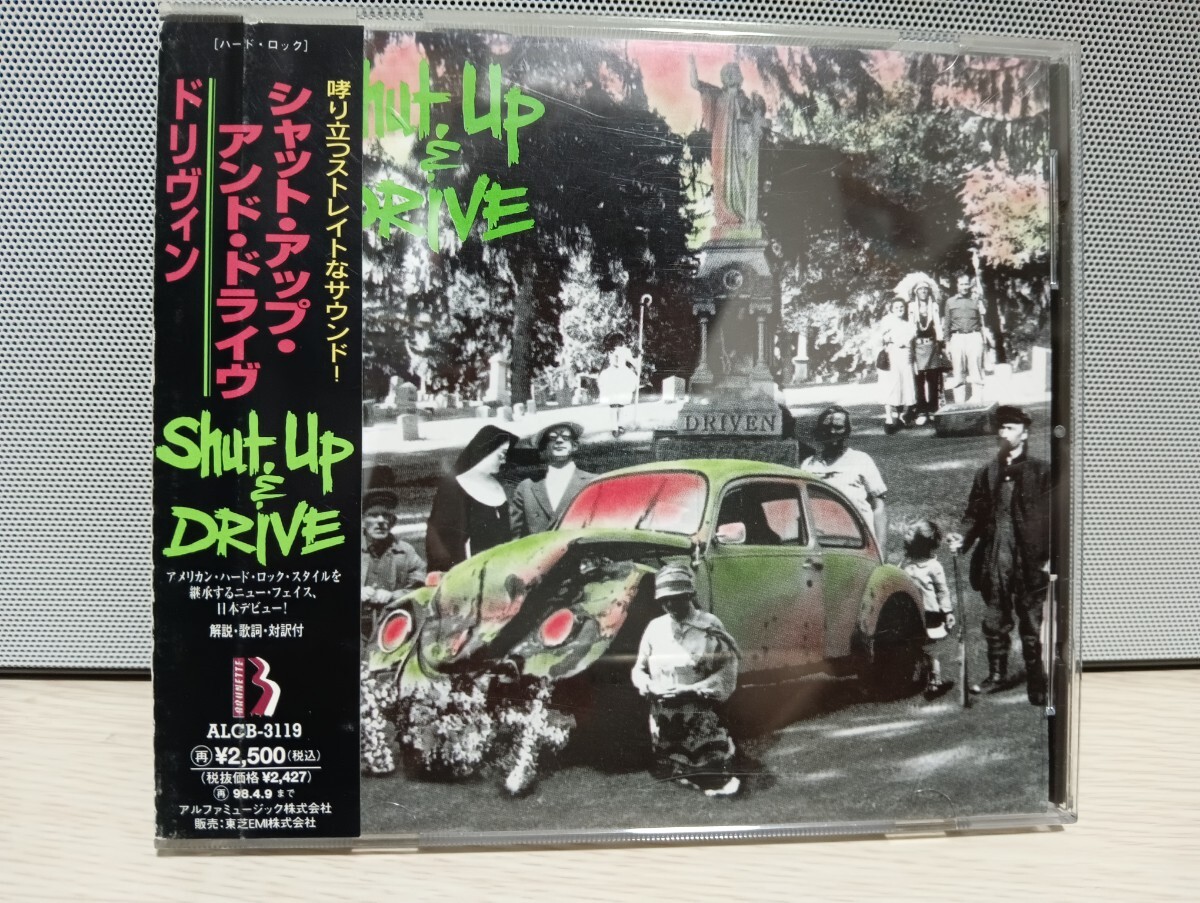 [ハード・ロック]
哮り立つストレイトなサウンド!
シャット・アップ・
アンド・ドライヴ
ドリヴィン
Shut Up
&
DRIVE
アメリカン・ハード・ロック・スタイルを
継承するニュー・フェイス、
日本デビュー!
解説・歌詞・対訳付
BRUNETTE
ALCB-3119
再 ¥2,500(税込)
(税抜価格 ¥2,427)
再 98.4.9 まで
アルファミュージック株式会社
販売:東芝EMI株式会社
hut Up
&
DRIVE
DRIVEN